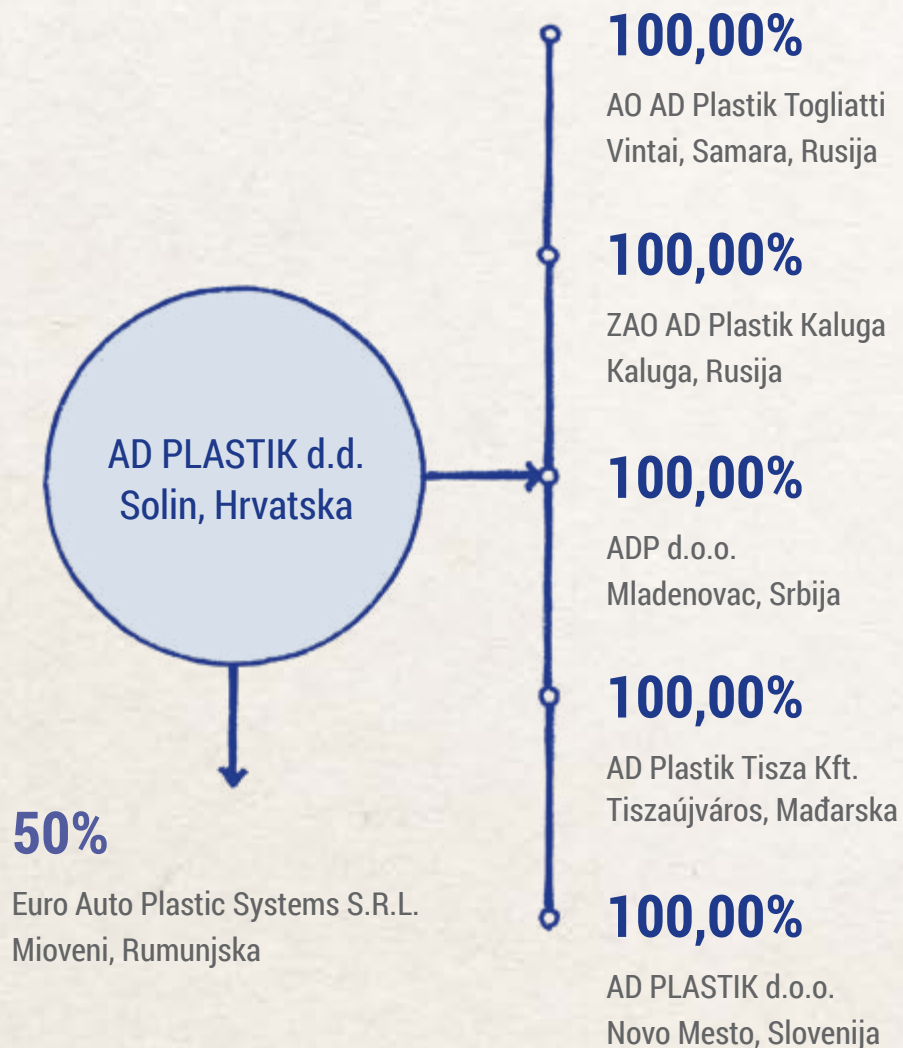 AD PLASTIK d.d.
Solin, Hrvatska
50%
Euro Auto Plastic Systems S.R.L.
Mioveni, Rumunjska
100,00%
AO AD Plastik Togliatti
Vintai, Samara, Rusija
100,00%
ZAO AD Plastik Kaluga
Kaluga, Rusija
100,00%
ADP d.o.o.
Mladenovac, Srbija
100,00%
AD Plastik Tisza Kft.
Tiszaújváros, Mađarska
100,00%
AD PLASTIK d.o.o.
Novo Mesto, Slovenija